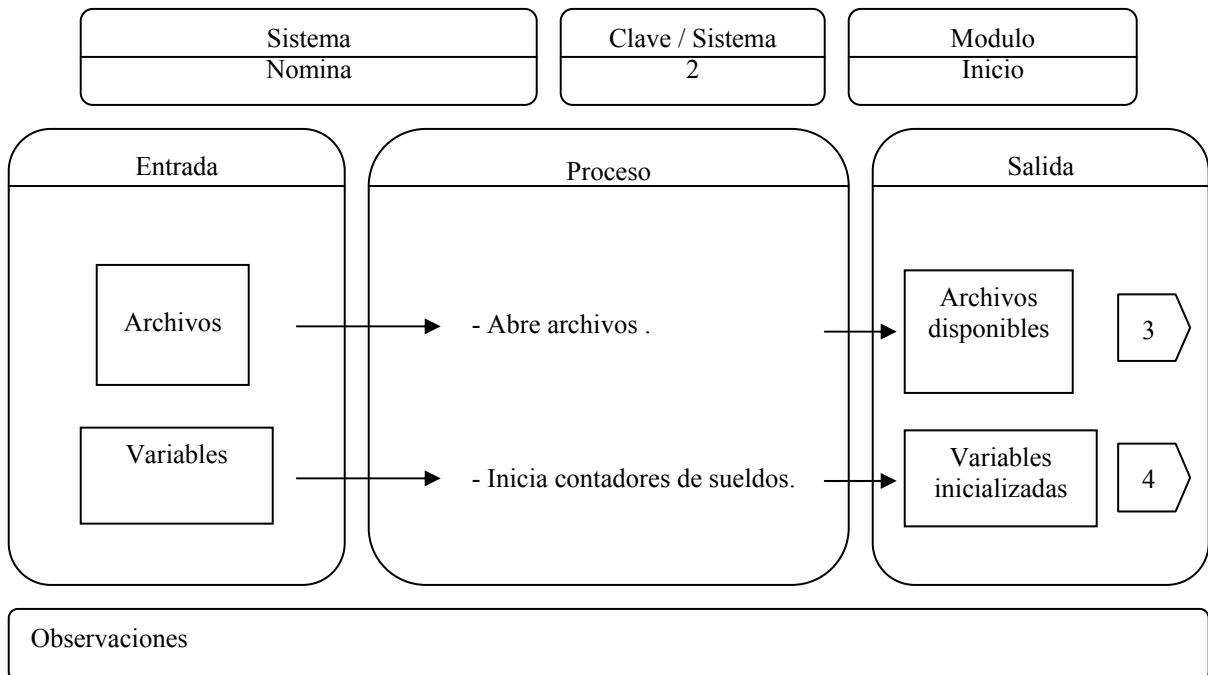 Sistema
Nomina
Clave / Sistema
2
Modulo
Inicio
Entrada
Proceso
Salida
Archivos
- Abre archivos .
Archivos
disponibles
3
Variables
- Inicia contadores de sueldos.
Variables
inicializadas
4
Observaciones